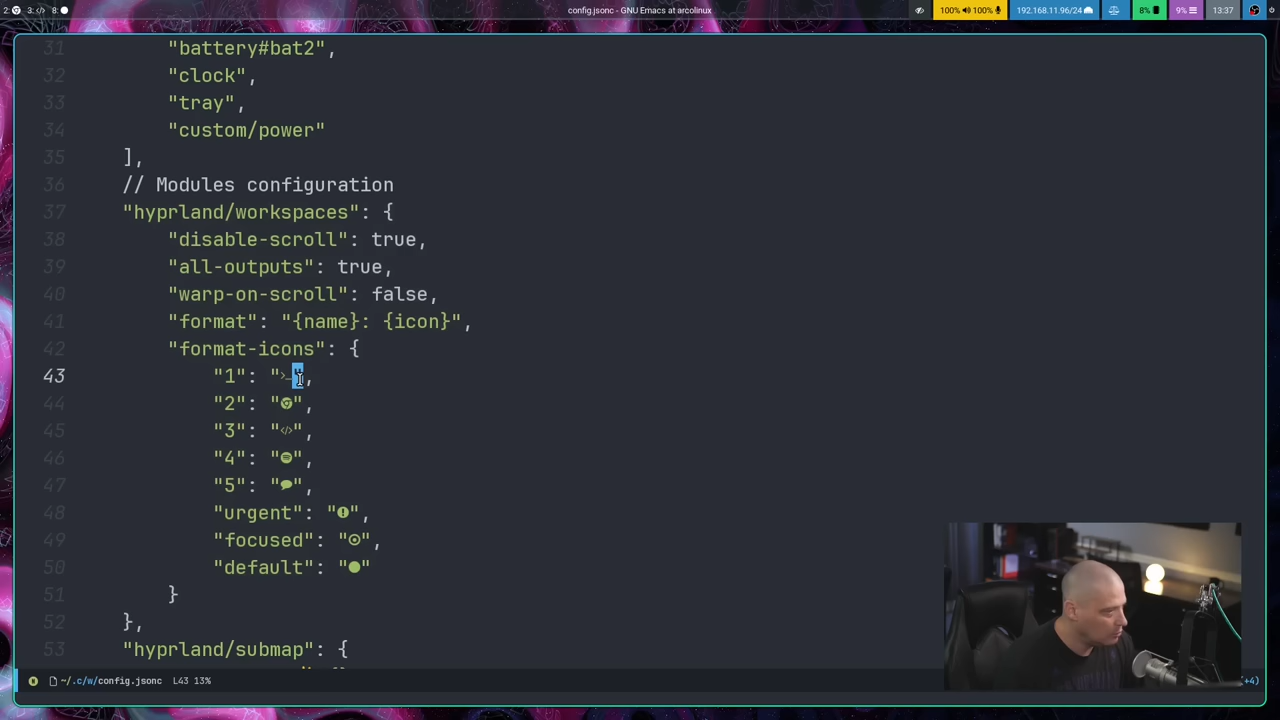 2: 3: </> 8: config.jsonc - GNU Emacs at arcolinux 100% 100% 192.168.11.96/24 8% 9% 13:37
31 "battery#bat2",
32 "clock",
33 "tray",
34 "custom/power"
35 ],
36 // Modules configuration
37 "hyprland/workspaces": {
38 "disable-scroll": true,
39 "all-outputs": true,
40 "warp-on-scroll": false,
41 "format": "{name}: {icon}",
42 "format-icons": {
43 "1": ">_",
44 "2": "",
45 "3": "</>",
46 "4": "",
47 "5": "",
48 "urgent": "",
49 "focused": "",
50 "default": ""
51 }
52 },
53 "hyprland/submap": {
~/.c/w/config.jsonc L43 13% (+4)